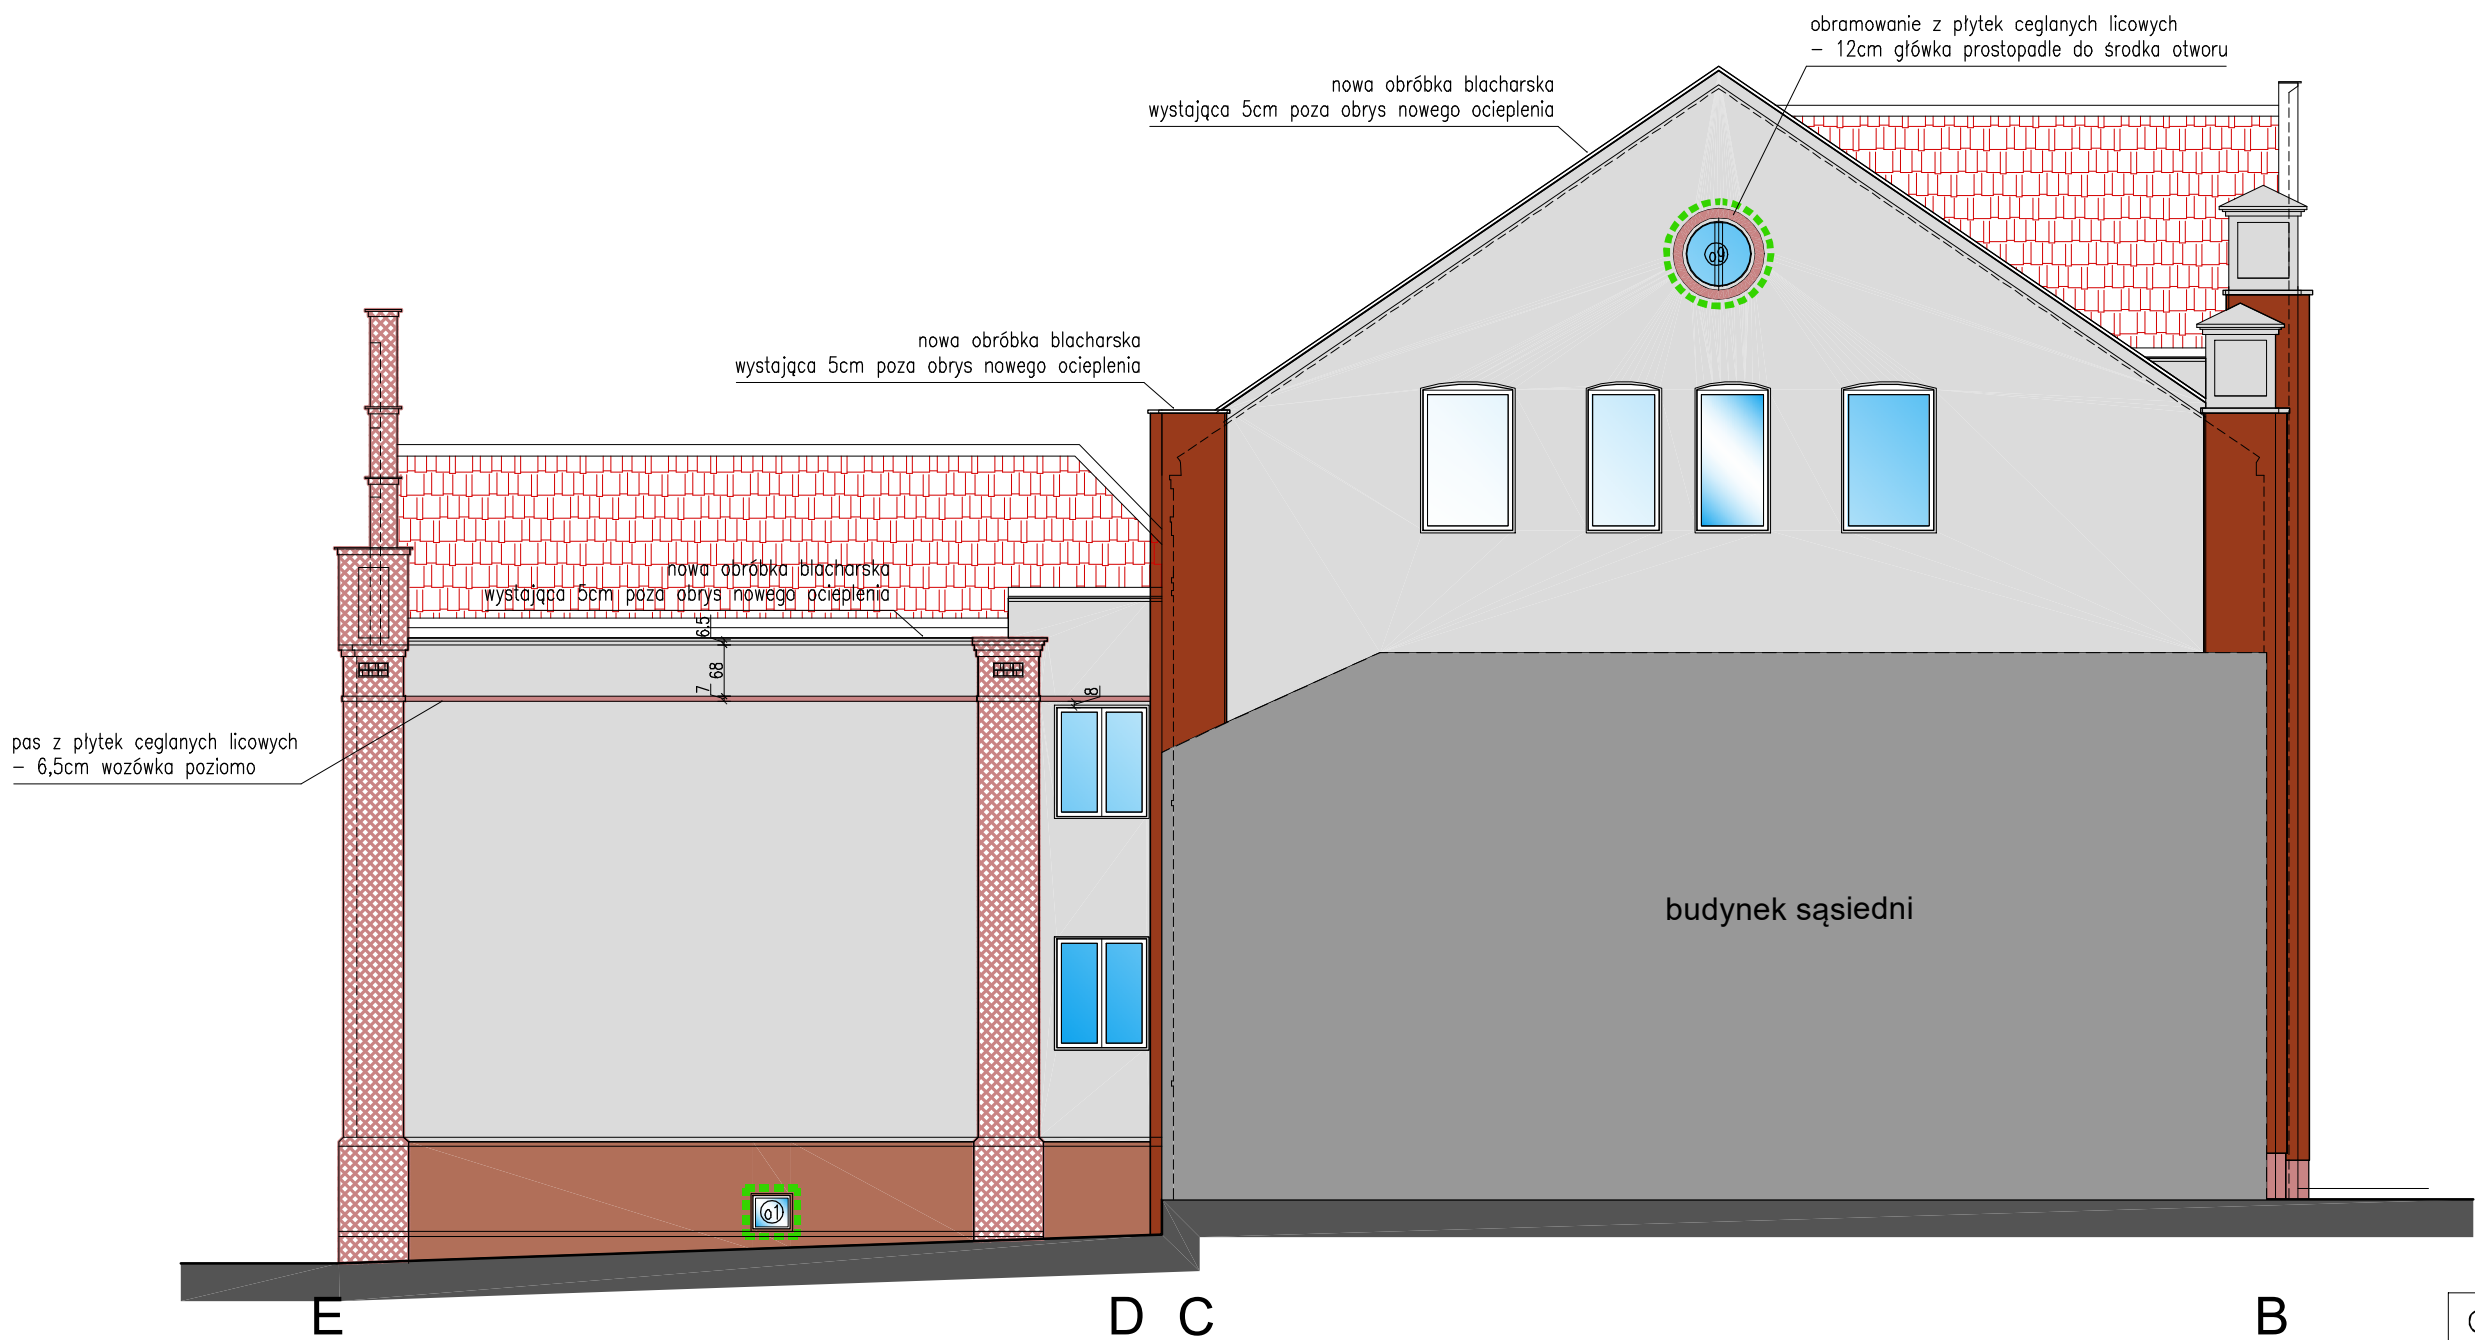 obramowanie z płytek ceglanych licowych
– 12cm główka prostopadle do środka otworu
nowa obróbka blacharska
wystająca 5cm poza obrys nowego ocieplenia
o9
nowa obróbka blacharska
wystająca 5cm poza obrys nowego ocieplenia
nowa obróbka blacharska
wystająca 5cm poza obrys nowego ocieplenia
6.5
68
7
8
pas z płytek ceglanych licowych
– 6,5cm wozówka poziomo
budynek sąsiedni
o1
E
D
C
B